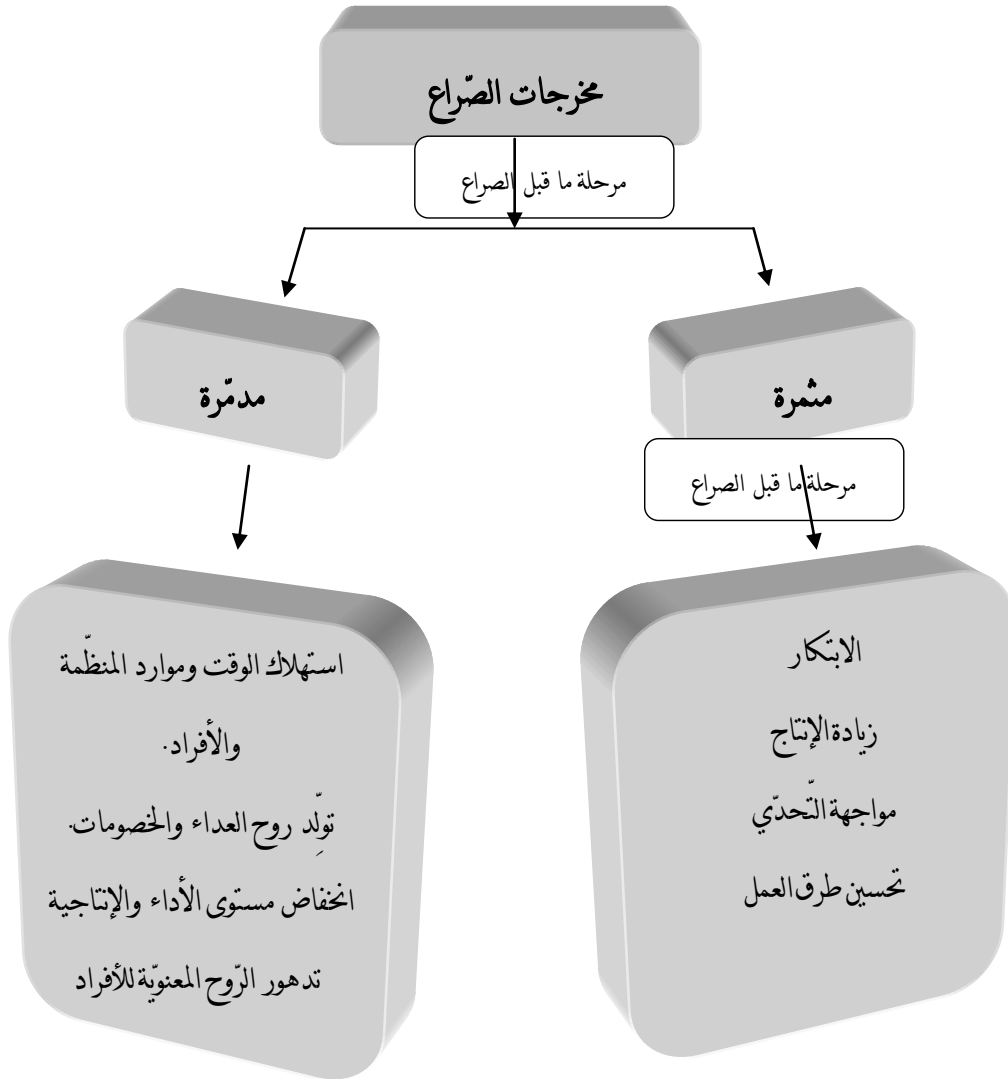 مخرجات الصّراع
مرحلة ما قبل الصراع
مثمرة
مدمّرة
مرحلة ما قبل الصراع
الابتكار
زيادة الإنتاج
مواجهة التّحدّي
تحسين طرق العمل
استهلاك الوقت وموارد المنظّمة
والأفراد.
تولّد روح العداء والخصومات.
انخفاض مستوى الأداء والإنتاجية
تدهور الرّوح المعنويّة للأفراد